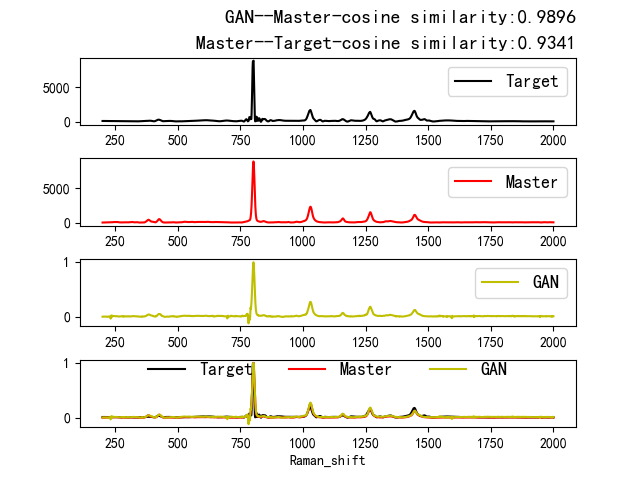 GAN--Master-cosine similarity:0.9896
Master--Target-cosine similarity:0.9341
5000
0
Target
250 500 750 1000 1250 1500 1750 2000
5000
0
Master
250 500 750 1000 1250 1500 1750 2000
1
0
GAN
250 500 750 1000 1250 1500 1750 2000
1
0
Target Master GAN
250 500 750 1000 1250 1500 1750 2000
Raman_shift